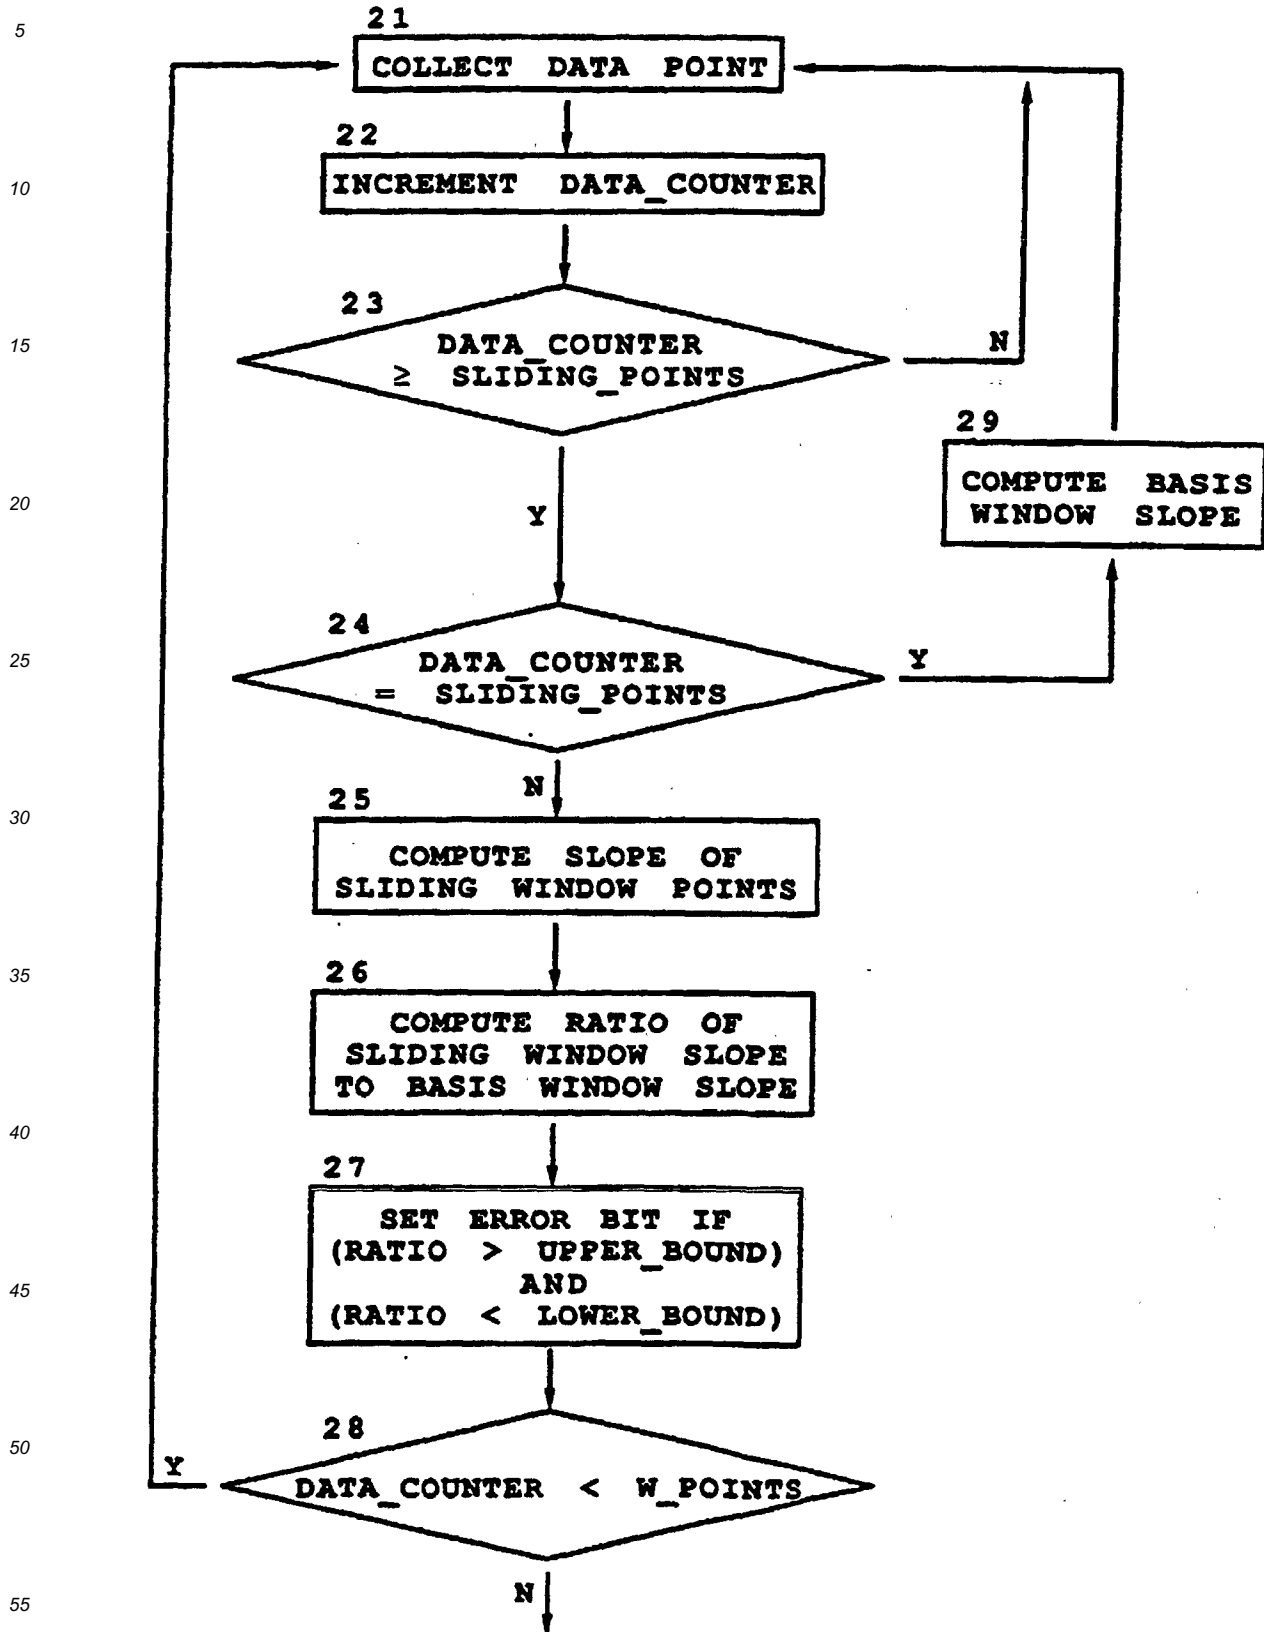 5
21
COLLECT DATA POINT
22
10
INCREMENT DATA_COUNTER
23
15
DATA_COUNTER
≥ SLIDING_POINTS
N
29
COMPUTE BASIS
WINDOW SLOPE
20
Y
24
25
DATA_COUNTER
= SLIDING_POINTS
Y
N
25
30
COMPUTE SLOPE OF
SLIDING WINDOW POINTS
26
35
COMPUTE RATIO OF
SLIDING WINDOW SLOPE
TO BASIS WINDOW SLOPE
40
27
SET ERROR BIT IF
(RATIO > UPPER_BOUND)
AND
45
(RATIO < LOWER_BOUND)
28
50
Y
DATA_COUNTER < W_POINTS
N
55